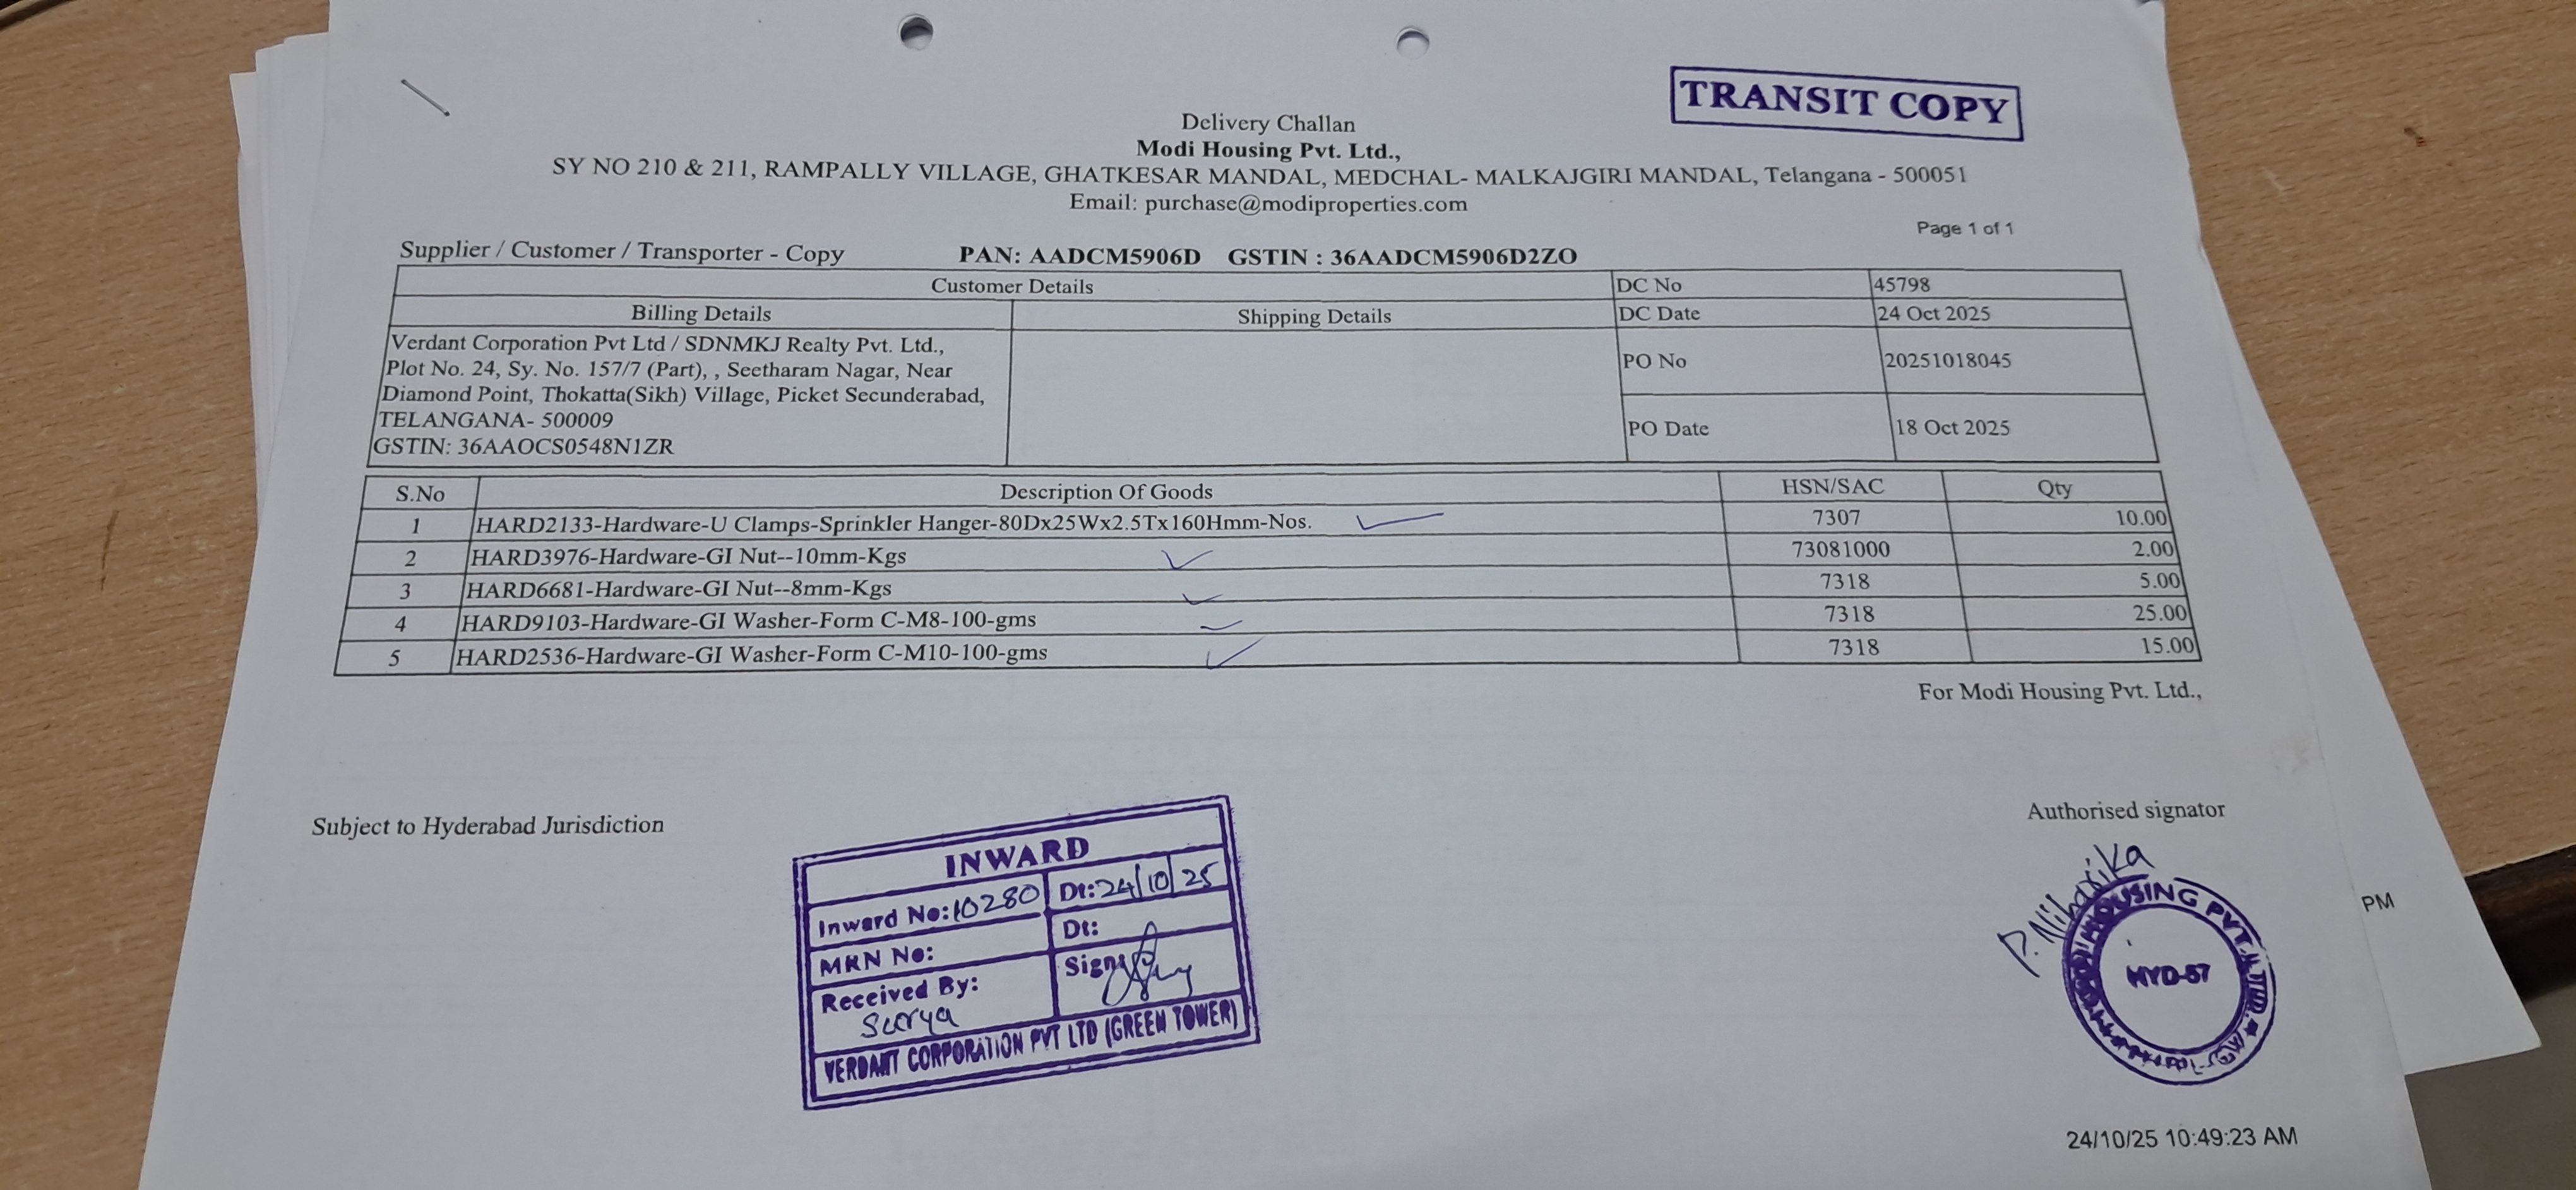 TRANSIT COPY
Delivery Challan
Modi Housing Pvt. Ltd.,
SY NO 210 & 211, RAMPALLY VILLAGE, GHATKESAR MANDAL, MEDCHAL- MALKAJGIRI MANDAL, Telangana - 500051
Email: purchase@modiproperties.com
Page 1 of 1
Supplier / Customer / Transporter - Copy PAN: AADCM5906D GSTIN : 36AADCM5906D2ZO
Customer Details
Billing Details
Shipping Details
Verdant Corporation Pvt Ltd / SDNMKJ Realty Pvt. Ltd.,
Plot No. 24, Sy. No. 157/7 (Part), , Seetharam Nagar, Near
Diamond Point, Thokatta(Sikh) Village, Picket Secunderabad,
TELANGANA- 500009
GSTIN: 36AAOCS0548N1ZR
DC No 45798
DC Date 24 Oct 2025
PO No 20251018045
PO Date 18 Oct 2025
S.No Description Of Goods HSN/SAC Qty
1 HARD2133-Hardware-U Clamps-Sprinkler Hanger-80Dx25Wx2.5Tx160Hmm-Nos. 7307 10.00
2 HARD3976-Hardware-GI Nut--10mm-Kgs 73081000 2.00
3 HARD6681-Hardware-GI Nut--8mm-Kgs 7318 5.00
4 HARD9103-Hardware-GI Washer-Form C-M8-100-gms 7318 25.00
5 HARD2536-Hardware-GI Washer-Form C-M10-100-gms 7318 15.00
For Modi Housing Pvt. Ltd.,
Subject to Hyderabad Jurisdiction
Authorised signator
INWARD
Inward No: 10280 Dt: 24/10/25
MRN No: Dt:
Received By: Surya Sign:
VERDANT CORPORATION PVT LTD (GREEN TOWER)
P. Niharika
MODI HOUSING PVT. LTD.
HYD-57
PM
24/10/25 10:49:23 AM